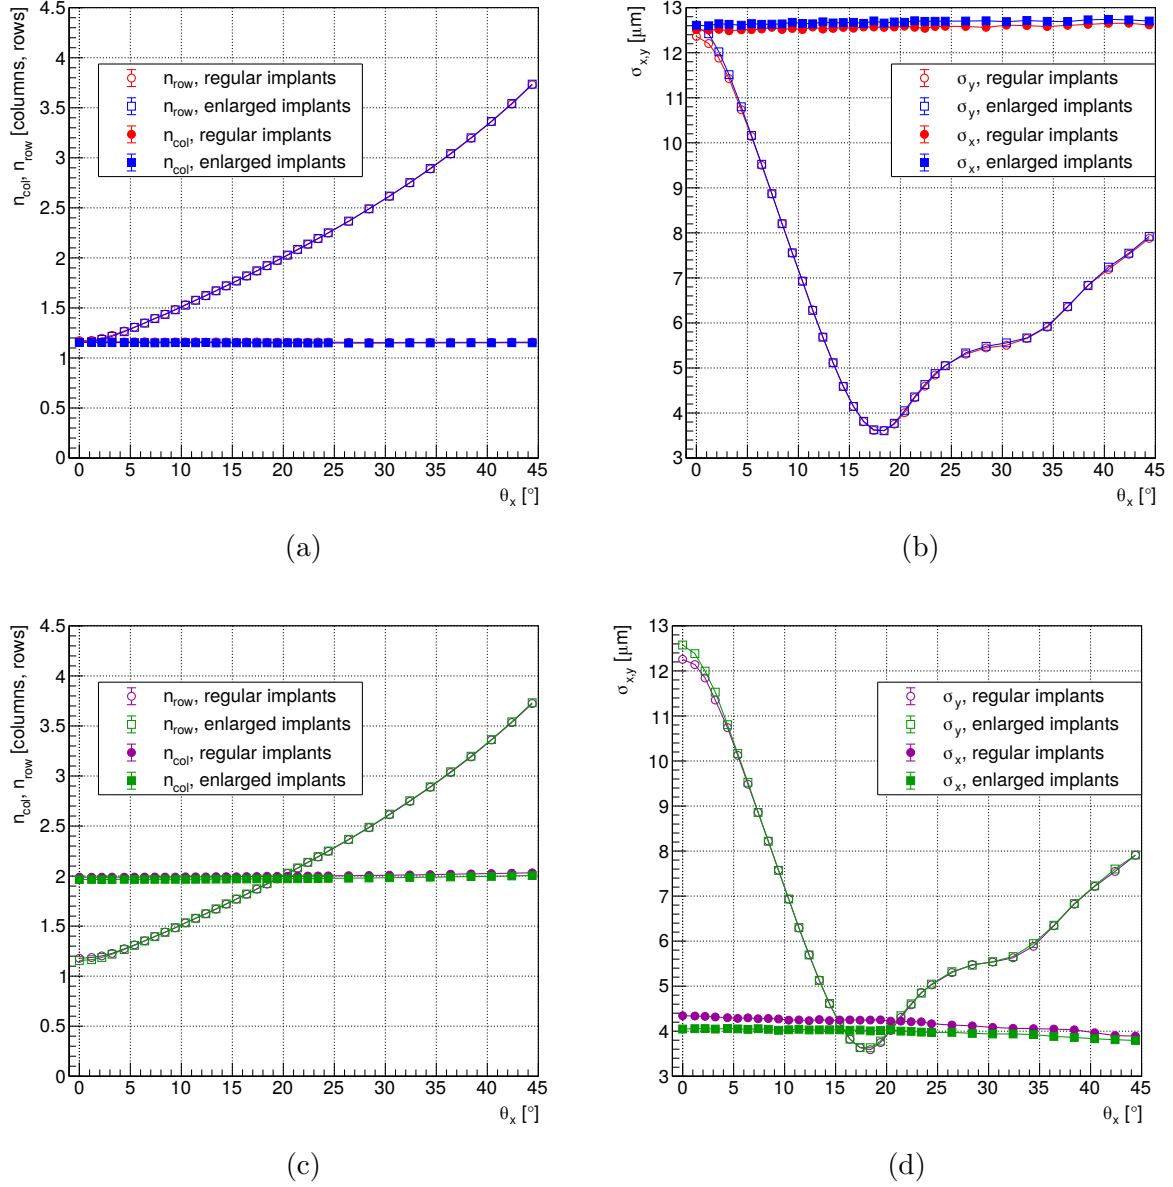 4.5
4
3.5
3
2.5
2
1.5
1
0.5
0
n_col, n_row [columns, rows]
n_row, regular implants
n_row, enlarged implants
n_col, regular implants
n_col, enlarged implants
0 5 10 15 20 25 30 35 40 45
θ_x [°]
(a)
13
12
11
10
9
8
7
6
5
4
3
σ_x,y [μm]
σ_y, regular implants
σ_y, enlarged implants
σ_x, regular implants
σ_x, enlarged implants
0 5 10 15 20 25 30 35 40 45
θ_x [°]
(b)
4.5
4
3.5
3
2.5
2
1.5
1
0.5
0
n_col, n_row [columns, rows]
n_row, regular implants
n_row, enlarged implants
n_col, regular implants
n_col, enlarged implants
0 5 10 15 20 25 30 35 40 45
θ_x [°]
(c)
13
12
11
10
9
8
7
6
5
4
3
σ_x,y [μm]
σ_y, regular implants
σ_y, enlarged implants
σ_x, regular implants
σ_x, enlarged implants
0 5 10 15 20 25 30 35 40 45
θ_x [°]
(d)